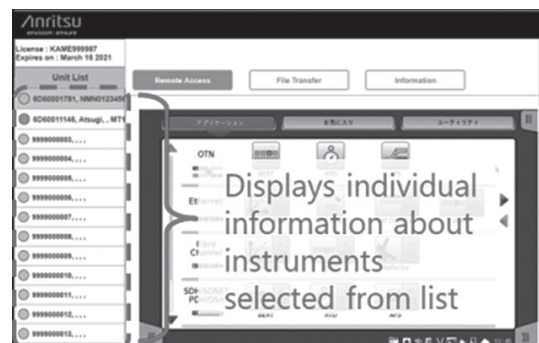 Anritsu
envision : ensure
License : KAME999987
Expires on : March 16 2021
Unit List
6D60001781, NMN0123456
6D60011146, Atsugi, , MT1
9999000003, , , ,
9999000004, , , ,
9999000005, , , ,
9999000006, , , ,
9999000007, , , ,
9999000008, , , ,
9999000009, , , ,
9999000010, , , ,
9999000011, , , ,
9999000012, , , ,
9999000013, , , ,
Remote Access
File Transfer
Information
アプリケーション
お気に入り
ユーティリティ
OTN
Ethernet
Fibre
Channel
SDH/SONET
PDH/DSn
Displays individual
information about
instruments
selected from list